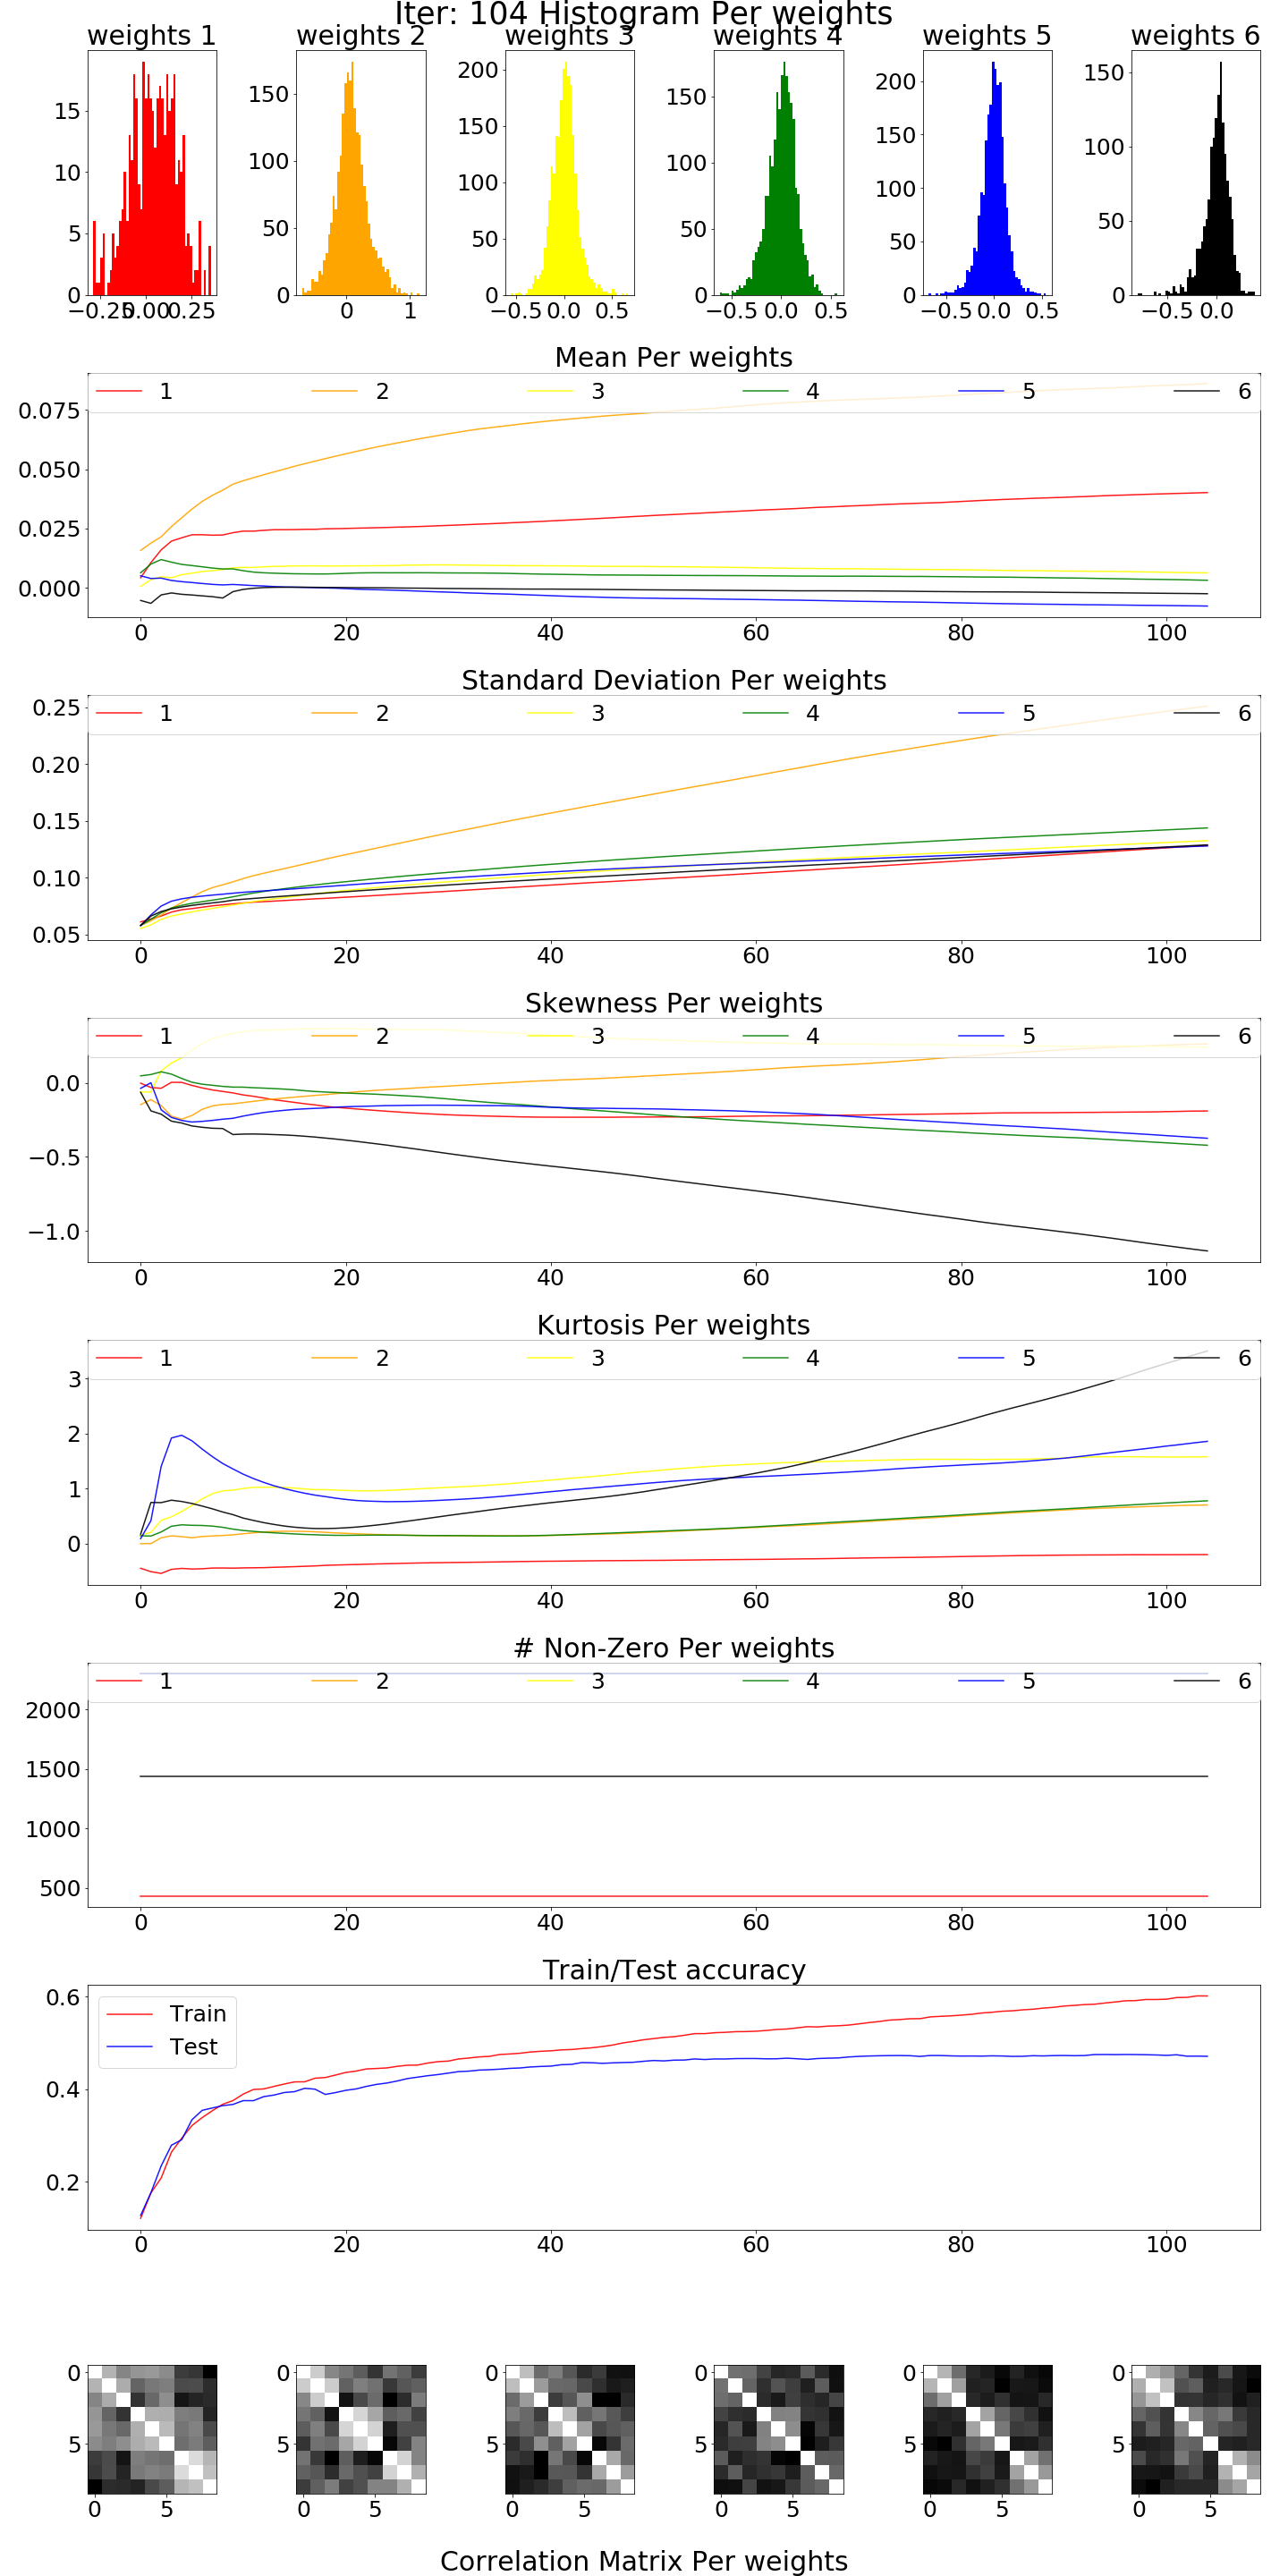 Iter: 104 Histogram Per weights
weights 1 weights 2 weights 3 weights 4 weights 5 weights 6
15
10
5
0
−0.25 0.00 0.25
150
100
50
0
0 1
200
150
100
50
0
−0.5 0.0 0.5
150
100
50
0
−0.5 0.0 0.5
200
150
100
50
0
−0.5 0.0 0.5
150
100
50
0
−0.5 0.0
Mean Per weights
1 2 3 4 5 6
0.075
0.050
0.025
0.000
0 20 40 60 80 100
Standard Deviation Per weights
1 2 3 4 5 6
0.25
0.20
0.15
0.10
0.05
0 20 40 60 80 100
Skewness Per weights
1 2 3 4 5 6
0.0
−0.5
−1.0
0 20 40 60 80 100
Kurtosis Per weights
1 2 3 4 5 6
3
2
1
0
0 20 40 60 80 100
# Non-Zero Per weights
1 2 3 4 5 6
2000
1500
1000
500
0 20 40 60 80 100
Train/Test accuracy
Train
Test
0.6
0.4
0.2
0 20 40 60 80 100
0 0 0 0 0 0
5 5 5 5 5 5
0 5 0 5 0 5 0 5 0 5 0 5
Correlation Matrix Per weights